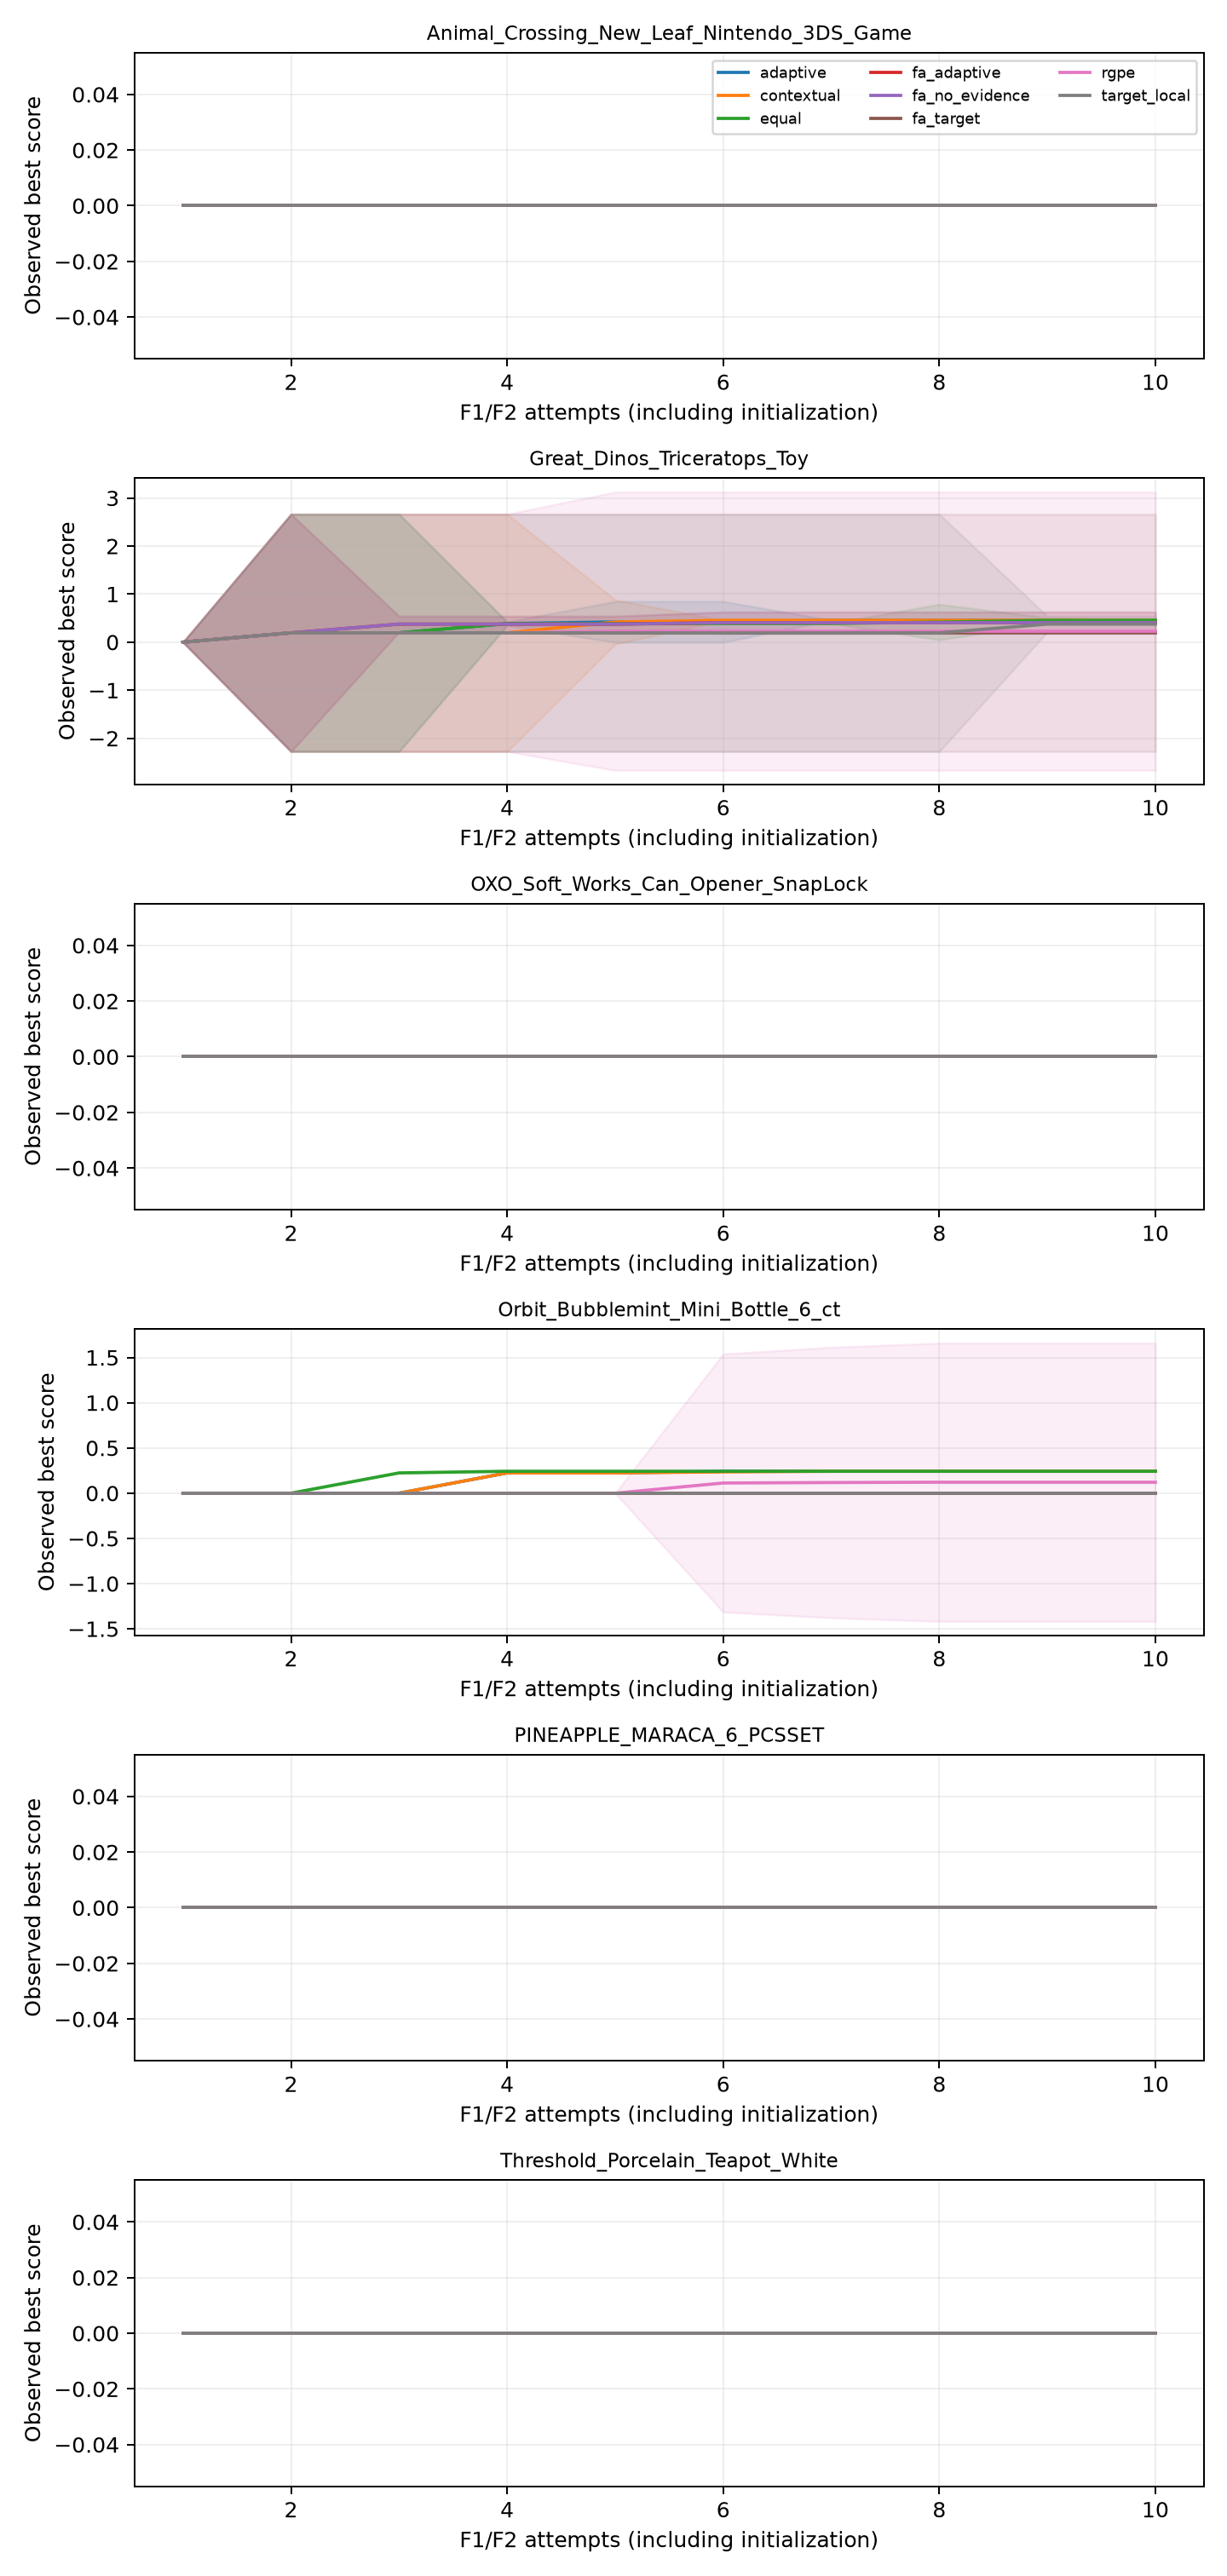 Animal_Crossing_New_Leaf_Nintendo_3DS_Game
adaptive fa_adaptive rgpe
contextual fa_no_evidence target_local
equal fa_target
Observed best score
0.04
0.02
0.00
−0.02
−0.04
2 4 6 8 10
F1/F2 attempts (including initialization)
Great_Dinos_Triceratops_Toy
Observed best score
3
2
1
0
−1
−2
2 4 6 8 10
F1/F2 attempts (including initialization)
OXO_Soft_Works_Can_Opener_SnapLock
Observed best score
0.04
0.02
0.00
−0.02
−0.04
2 4 6 8 10
F1/F2 attempts (including initialization)
Orbit_Bubblemint_Mini_Bottle_6_ct
Observed best score
1.5
1.0
0.5
0.0
−0.5
−1.0
−1.5
2 4 6 8 10
F1/F2 attempts (including initialization)
PINEAPPLE_MARACA_6_PCSSET
Observed best score
0.04
0.02
0.00
−0.02
−0.04
2 4 6 8 10
F1/F2 attempts (including initialization)
Threshold_Porcelain_Teapot_White
Observed best score
0.04
0.02
0.00
−0.02
−0.04
2 4 6 8 10
F1/F2 attempts (including initialization)